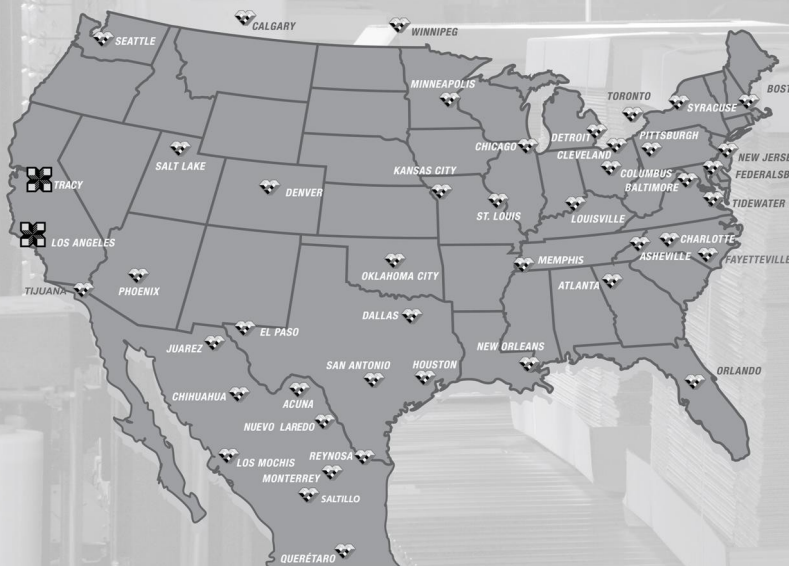 CALGARY
WINNIPEG
SEATTLE
MINNEAPOLIS
TORONTO
BOST
SYRACUSE
DETROIT
PITTSBURGH
CHICAGO
CLEVELAND
NEW JERSE
SALT LAKE
KANSAS CITY
COLUMBUS
FEDERALSB
TRACY
DENVER
BALTIMORE
ST. LOUIS
LOUISVILLE
TIDEWATER
LOS ANGELES
CHARLOTTE
ASHEVILLE
FAYETTEVILLE
MEMPHIS
OKLAHOMA CITY
ATLANTA
TIJUANA
PHOENIX
DALLAS
EL PASO
JUAREZ
NEW ORLEANS
SAN ANTONIO
HOUSTON
ORLANDO
CHIHUAHUA
ACUNA
NUEVO LAREDO
LOS MOCHIS
REYNOSA
MONTERREY
SALTILLO
QUERÉTARO